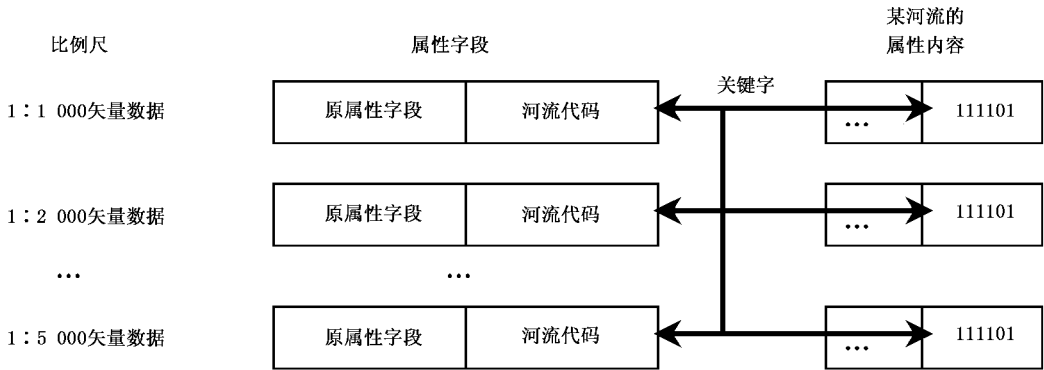 比例尺
属性字段
某河流的
属性内容
1∶1 000矢量数据
原属性字段
河流代码
关键字
…
111101
1∶2 000矢量数据
原属性字段
河流代码
…
111101
…
…
1∶5 000矢量数据
原属性字段
河流代码
…
111101